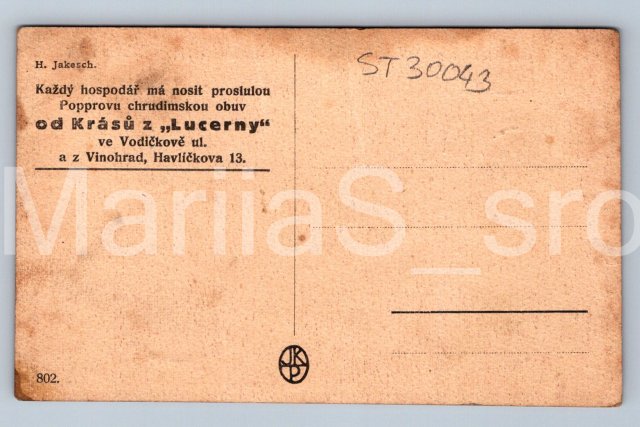 H. Jakesch.
ST30043
Každý hospodář má nosit proslulou
Popprovu chrudimskou obuv
od Krásů z „Lucerny“
ve Vodičkově ul.
a z Vinohrad, Havlíčkova 13.
MariiaS_sro
JKP
802.